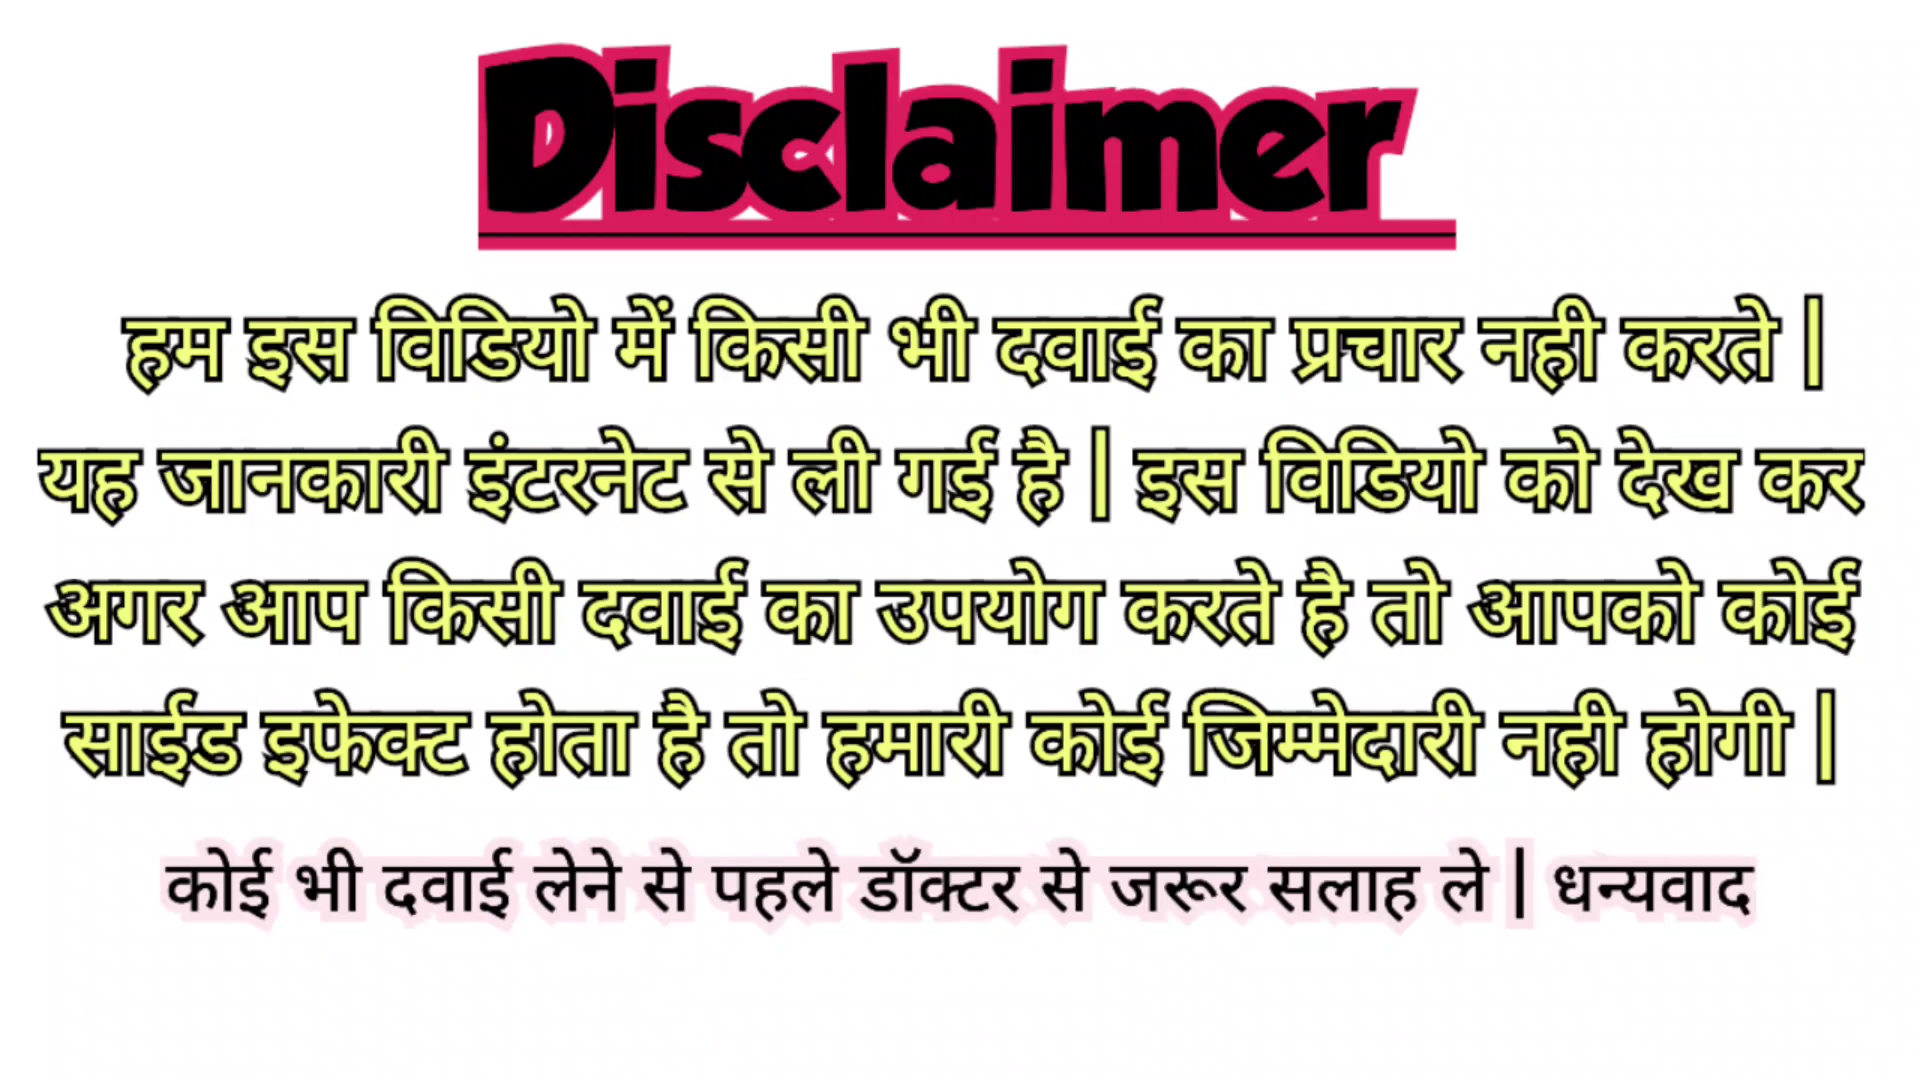 Disclaimer
हम इस विडियो में किसी भी दवाई का प्रचार नही करते |
यह जानकारी इंटरनेट से ली गई है | इस विडियो को देख कर
अगर आप किसी दवाई का उपयोग करते है तो आपको कोई
साईड इफेक्ट होता है तो हमारी कोई जिम्मेदारी नही होगी |
कोई भी दवाई लेने से पहले डॉक्टर से जरूर सलाह ले | धन्यवाद